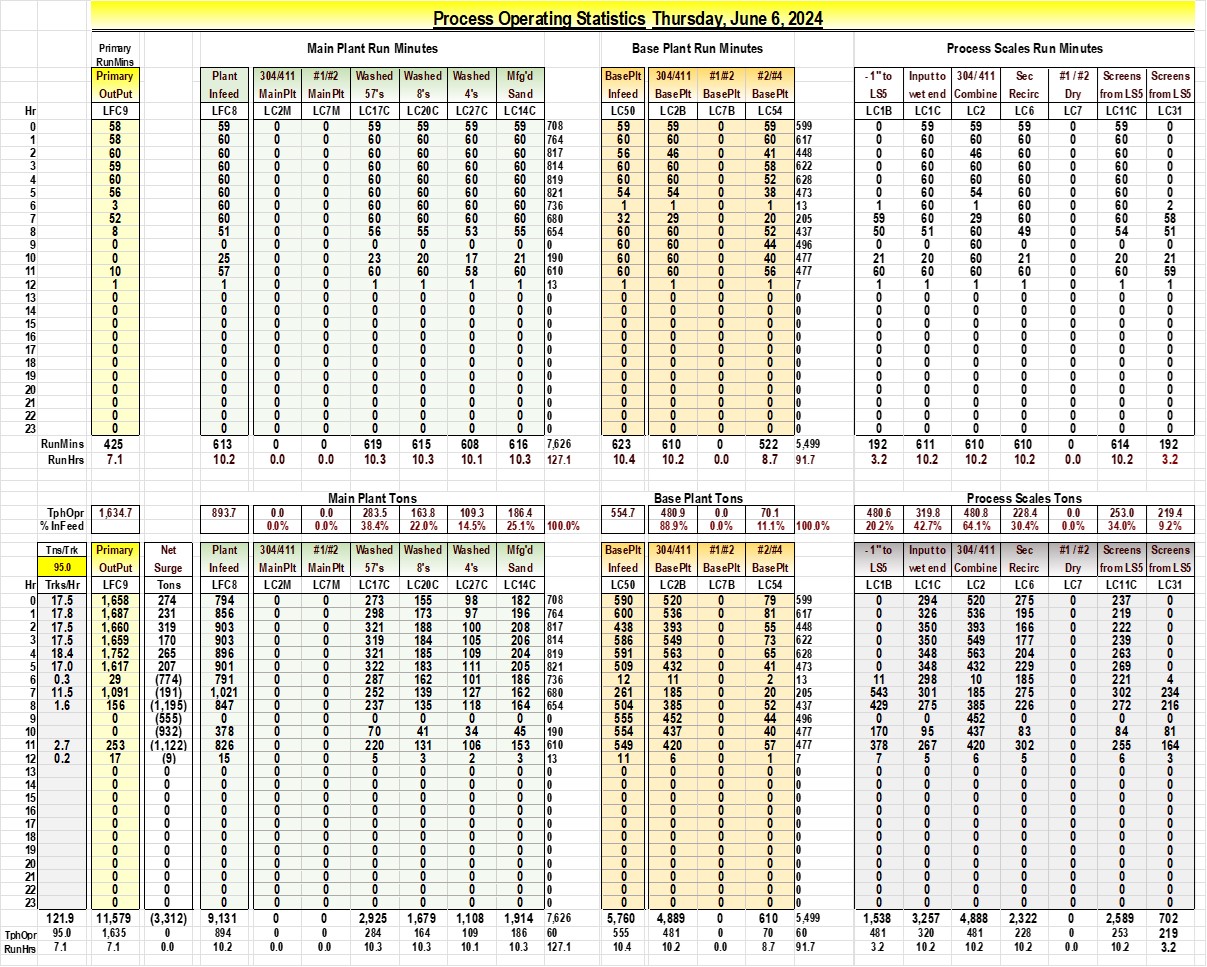 Process Operating Statistics Thursday, June 6, 2024
Primary Main Plant Run Minutes Base Plant Run Minutes Process Scales Run Minutes
RunMins
Primary Plant 304/411 #1/#2 Washed Washed Washed Mfg'd BasePlt 304/411 #1/#2 #2/#4 -1" to Input to 304/ 411 Sec #1 / #2 Screens Screens
OutPut Infeed MainPlt MainPlt 57's 8's 4's Sand Infeed BasePlt BasePlt BasePlt LS5 wet end Combine Recirc Dry from LS5 from LS5
Hr LFC9 LFC8 LC2M LC7M LC17C LC20C LC27C LC14C LC50 LC2B LC7B LC54 LC1B LC1C LC2 LC6 LC7 LC11C LC31
0 58 59 0 0 59 59 59 59 708 59 59 0 59 599 0 59 59 59 0 59 0
1 58 60 0 0 60 60 60 60 764 60 60 0 60 617 0 60 60 60 0 60 0
2 60 60 0 0 60 60 60 60 817 56 46 0 41 448 0 60 46 60 0 60 0
3 59 60 0 0 60 60 60 60 814 60 60 0 58 622 0 60 60 60 0 60 0
4 60 60 0 0 60 60 60 60 819 60 60 0 52 628 0 60 60 60 0 60 0
5 56 60 0 0 60 60 60 60 821 54 54 0 38 473 0 60 54 60 0 60 0
6 3 60 0 0 60 60 60 60 736 1 1 0 1 13 1 60 1 60 0 60 2
7 52 60 0 0 60 60 60 60 680 32 29 0 20 205 59 60 29 60 0 60 58
8 8 51 0 0 56 55 53 55 654 60 60 0 52 437 50 51 60 49 0 54 51
9 0 0 0 0 0 0 0 0 0 60 60 0 44 496 0 0 60 0 0 0 0
10 0 25 0 0 23 20 17 21 190 60 60 0 40 477 21 20 60 21 0 20 21
11 10 57 0 0 60 60 58 60 610 60 60 0 56 477 60 60 60 60 0 60 59
12 1 1 0 0 1 1 1 1 13 1 1 0 1 7 1 1 1 1 0 1 1
13 0 0 0 0 0 0 0 0 0 0 0 0 0 0 0 0 0 0 0 0 0
14 0 0 0 0 0 0 0 0 0 0 0 0 0 0 0 0 0 0 0 0 0
15 0 0 0 0 0 0 0 0 0 0 0 0 0 0 0 0 0 0 0 0 0
16 0 0 0 0 0 0 0 0 0 0 0 0 0 0 0 0 0 0 0 0 0
17 0 0 0 0 0 0 0 0 0 0 0 0 0 0 0 0 0 0 0 0 0
18 0 0 0 0 0 0 0 0 0 0 0 0 0 0 0 0 0 0 0 0 0
19 0 0 0 0 0 0 0 0 0 0 0 0 0 0 0 0 0 0 0 0 0
20 0 0 0 0 0 0 0 0 0 0 0 0 0 0 0 0 0 0 0 0 0
21 0 0 0 0 0 0 0 0 0 0 0 0 0 0 0 0 0 0 0 0 0
22 0 0 0 0 0 0 0 0 0 0 0 0 0 0 0 0 0 0 0 0 0
23 0 0 0 0 0 0 0 0 0 0 0 0 0 0 0 0 0 0 0 0 0
RunMins 425 613 0 0 619 615 608 616 7,626 623 610 0 522 5,499 192 611 610 610 0 614 192
RunHrs 7.1 10.2 0.0 0.0 10.3 10.3 10.1 10.3 127.1 10.4 10.2 0.0 8.7 91.7 3.2 10.2 10.2 10.2 0.0 10.2 3.2
Main Plant Tons Base Plant Tons Process Scales Tons
TphOpr 1,634.7 893.7 0.0 0.0 283.5 163.8 109.3 186.4 554.7 480.9 0.0 70.1 480.6 319.8 480.8 228.4 0.0 253.0 219.4
% InFeed 0.0% 0.0% 38.4% 22.0% 14.5% 25.1% 100.0% 88.9% 0.0% 11.1% 100.0% 20.2% 42.7% 64.1% 30.4% 0.0% 34.0% 9.2%
Tns/Trk Primary Net Plant 304/411 #1/#2 Washed Washed Washed Mfg'd BasePlt 304/411 #1/#2 #2/#4 -1" to Input to 304/ 411 Sec #1 / #2 Screens Screens
95.0 OutPut Surge Infeed MainPlt MainPlt 57's 8's 4's Sand Infeed BasePlt BasePlt BasePlt LS5 wet end Combine Recirc Dry from LS5 from LS5
Hr Trks/Hr LFC9 Tons LFC8 LC2M LC7M LC17C LC20C LC27C LC14C LC50 LC2B LC7B LC54 LC1B LC1C LC2 LC6 LC7 LC11C LC31
0 17.5 1,658 274 794 0 0 273 155 98 182 708 590 520 0 79 599 0 294 520 275 0 237 0
1 17.8 1,687 231 856 0 0 298 173 97 196 764 600 536 0 81 617 0 326 536 195 0 219 0
2 17.5 1,660 319 903 0 0 321 188 100 208 817 438 393 0 55 448 0 350 393 166 0 222 0
3 17.5 1,659 170 903 0 0 319 184 105 206 814 586 549 0 73 622 0 350 549 177 0 239 0
4 18.4 1,752 265 896 0 0 321 185 109 204 819 591 563 0 65 628 0 348 563 204 0 263 0
5 17.0 1,617 207 901 0 0 322 183 111 205 821 509 432 0 41 473 0 348 432 229 0 269 0
6 0.3 29 (774) 791 0 0 287 162 101 186 736 12 11 0 2 13 11 298 10 185 0 221 4
7 11.5 1,091 (191) 1,021 0 0 252 139 127 162 680 261 185 0 20 205 543 301 185 275 0 302 234
8 1.6 156 (1,195) 847 0 0 237 135 118 164 654 504 385 0 52 437 429 275 385 226 0 272 216
9 0 (555) 0 0 0 0 0 0 0 0 555 452 0 44 496 0 0 452 0 0 0 0
10 0 (932) 378 0 0 70 41 34 45 190 554 437 0 40 477 170 95 437 83 0 84 81
11 2.7 253 (1,122) 826 0 0 220 131 106 153 610 549 420 0 57 477 378 267 420 302 0 255 164
12 0.2 17 (9) 15 0 0 5 3 2 3 13 11 6 0 1 7 7 5 6 5 0 6 3
13 0 0 0 0 0 0 0 0 0 0 0 0 0 0 0 0 0 0 0 0 0 0
14 0 0 0 0 0 0 0 0 0 0 0 0 0 0 0 0 0 0 0 0 0 0
15 0 0 0 0 0 0 0 0 0 0 0 0 0 0 0 0 0 0 0 0 0 0
16 0 0 0 0 0 0 0 0 0 0 0 0 0 0 0 0 0 0 0 0 0 0
17 0 0 0 0 0 0 0 0 0 0 0 0 0 0 0 0 0 0 0 0 0 0
18 0 0 0 0 0 0 0 0 0 0 0 0 0 0 0 0 0 0 0 0 0 0
19 0 0 0 0 0 0 0 0 0 0 0 0 0 0 0 0 0 0 0 0 0 0
20 0 0 0 0 0 0 0 0 0 0 0 0 0 0 0 0 0 0 0 0 0 0
21 0 0 0 0 0 0 0 0 0 0 0 0 0 0 0 0 0 0 0 0 0 0
22 0 0 0 0 0 0 0 0 0 0 0 0 0 0 0 0 0 0 0 0 0 0
23 0 0 0 0 0 0 0 0 0 0 0 0 0 0 0 0 0 0 0 0 0 0
121.9 11,579 (3,312) 9,131 0 0 2,925 1,679 1,108 1,914 7,626 5,760 4,889 0 610 5,499 1,538 3,257 4,888 2,322 0 2,589 702
TphOpr 95.0 1,635 0 894 0 0 284 164 109 186 60 555 481 0 70 60 481 320 481 228 0 253 219
RunHrs 7.1 7.1 0.0 10.2 0.0 0.0 10.3 10.3 10.1 10.3 127.1 10.4 10.2 0.0 8.7 91.7 3.2 10.2 10.2 10.2 0.0 10.2 3.2